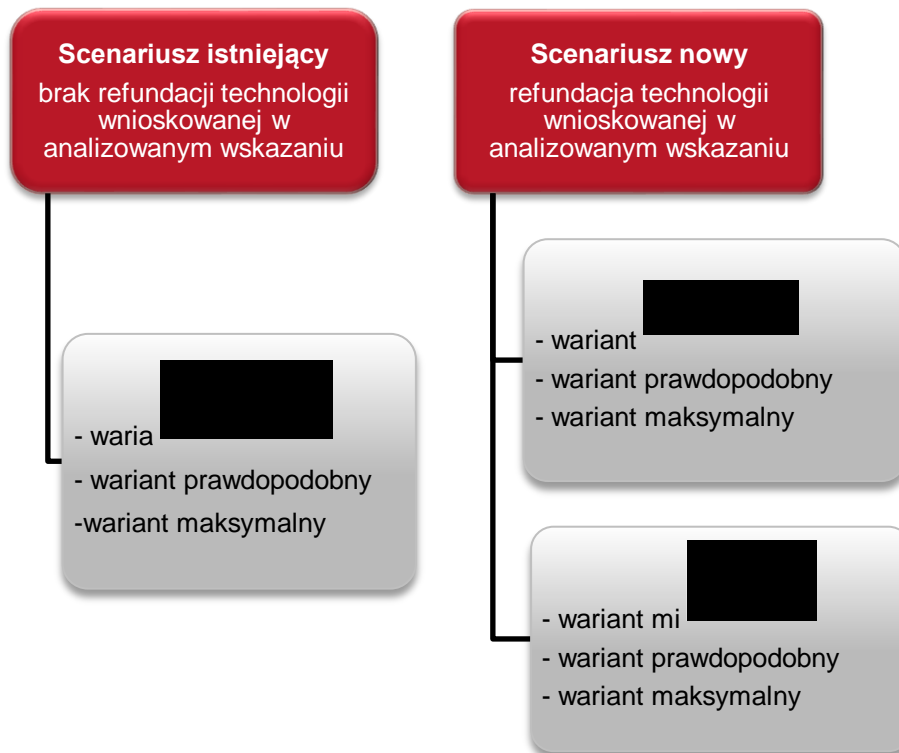 Scenariusz istniejący
brak refundacji technologii
wnioskowanej w
analizowanym wskazaniu
- waria
- wariant prawdopodobny
-wariant maksymalny
Scenariusz nowy
refundacja technologii
wnioskowanej w
analizowanym wskazaniu
- wariant
- wariant prawdopodobny
- wariant maksymalny
- wariant mi
- wariant prawdopodobny
- wariant maksymalny